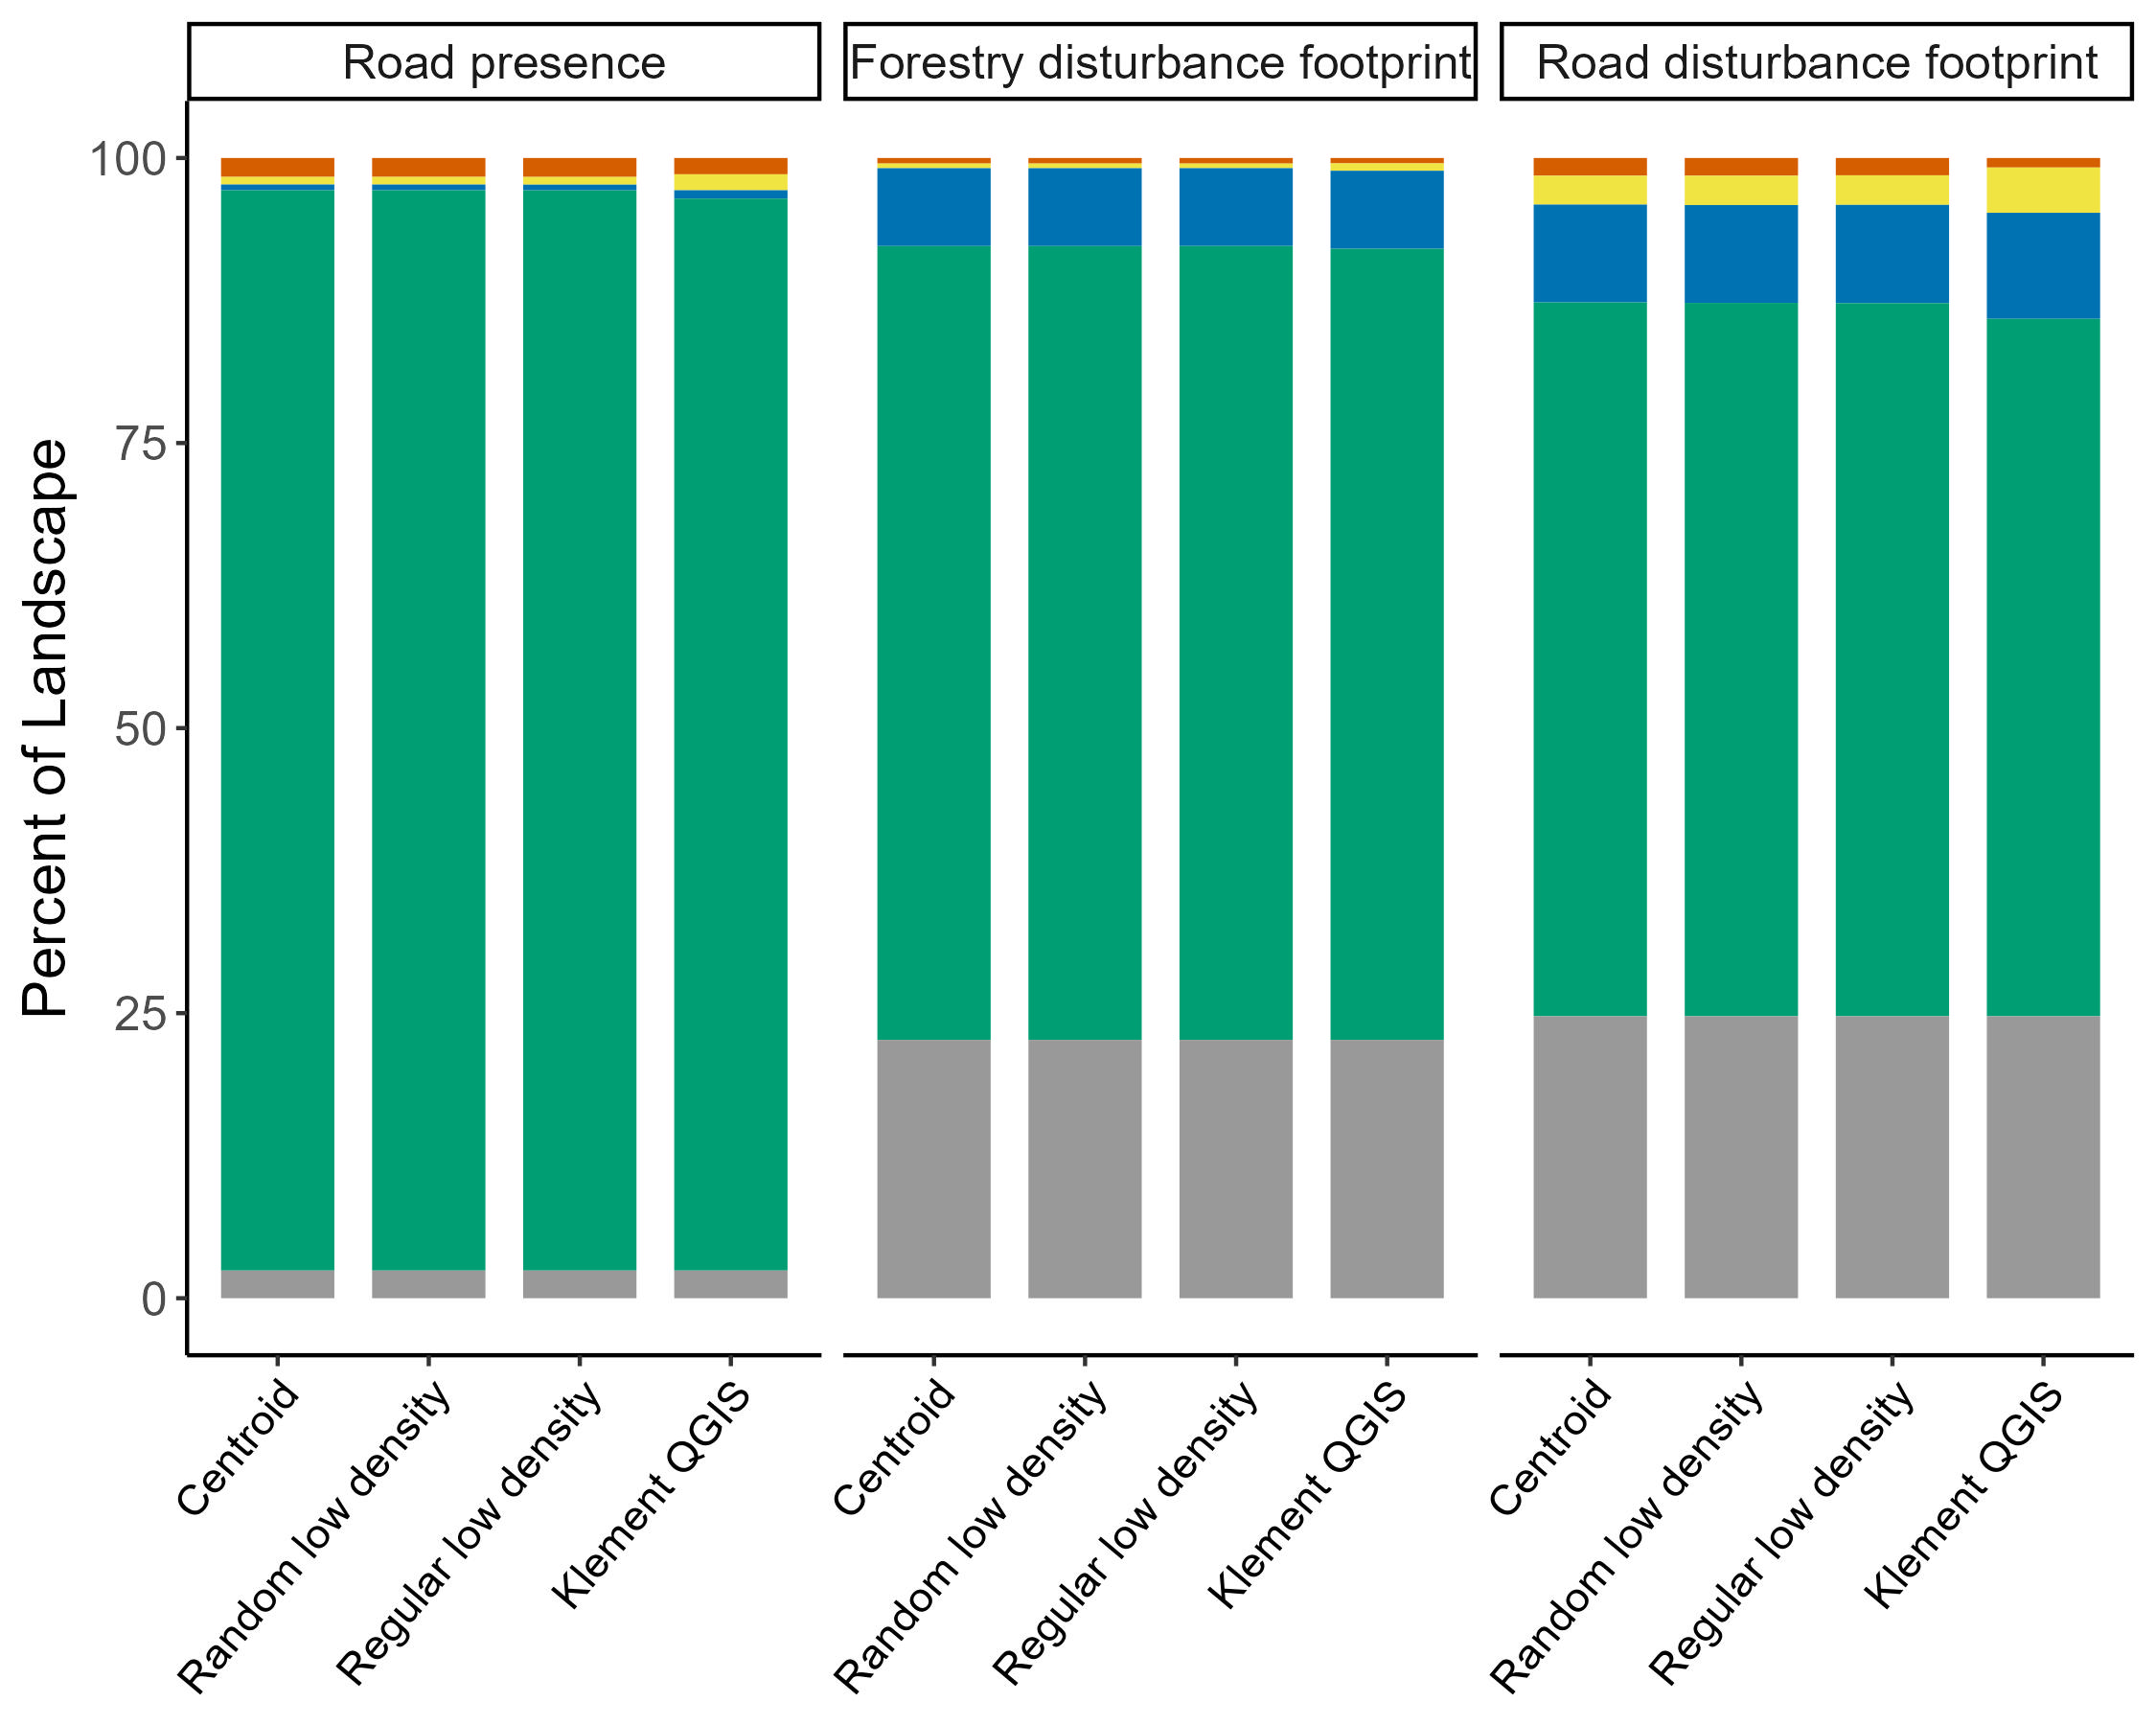 Road presence
Forestry disturbance footprint
Road disturbance footprint
Percent of Landscape
100
75
50
25
0
Centroid
Random low density
Regular low density
Klement QGIS
Centroid
Random low density
Regular low density
Klement QGIS
Centroid
Random low density
Regular low density
Klement QGIS